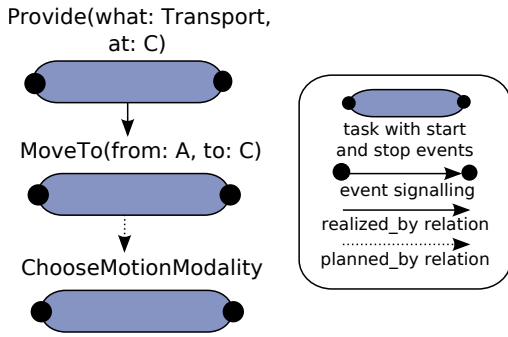 Provide(what: Transport,
at: C)
MoveTo(from: A, to: C)
ChooseMotionModality
task with start
and stop events
event signalling
realized_by relation
planned_by relation